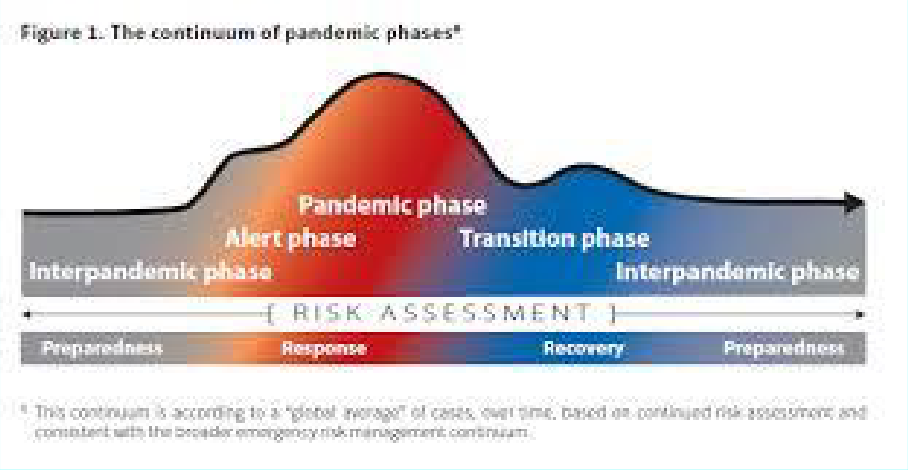 Figure 1. The continuum of pandemic phases*
Pandemic phase
Alert phase
Transition phase
Interpandemic phase
Interpandemic phase
[ RISK ASSESSMENT ]
Preparedness
Response
Recovery
Preparedness
* This continuum is according to a "global average" of cases, over time, based on continued risk assessment and
consistent with the broader emergency risk management continuum.